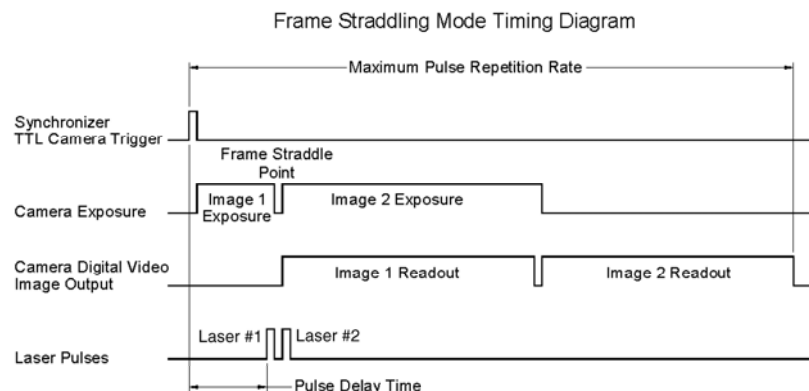 Frame Straddling Mode Timing Diagram
Maximum Pulse Repetition Rate
Synchronizer
TTL Camera Trigger
Frame Straddle
Point
Camera Exposure
Image 1
Exposure
Image 2 Exposure
Camera Digital Video
Image Output
Image 1 Readout
Image 2 Readout
Laser #1
Laser #2
Laser Pulses
Pulse Delay Time